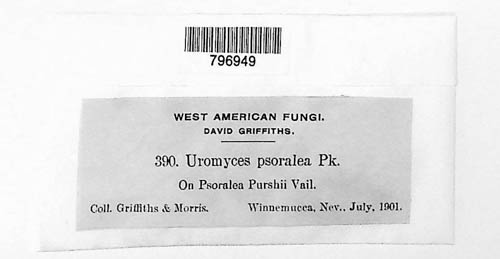 796949
WEST AMERICAN FUNGI.
DAVID GRIFFITHS.
390. Uromyces psoralea Pk.
On Psoralea Purshii Vail.
Coll. Griffiths & Morris. Winnemucca, Nev., July, 1901.